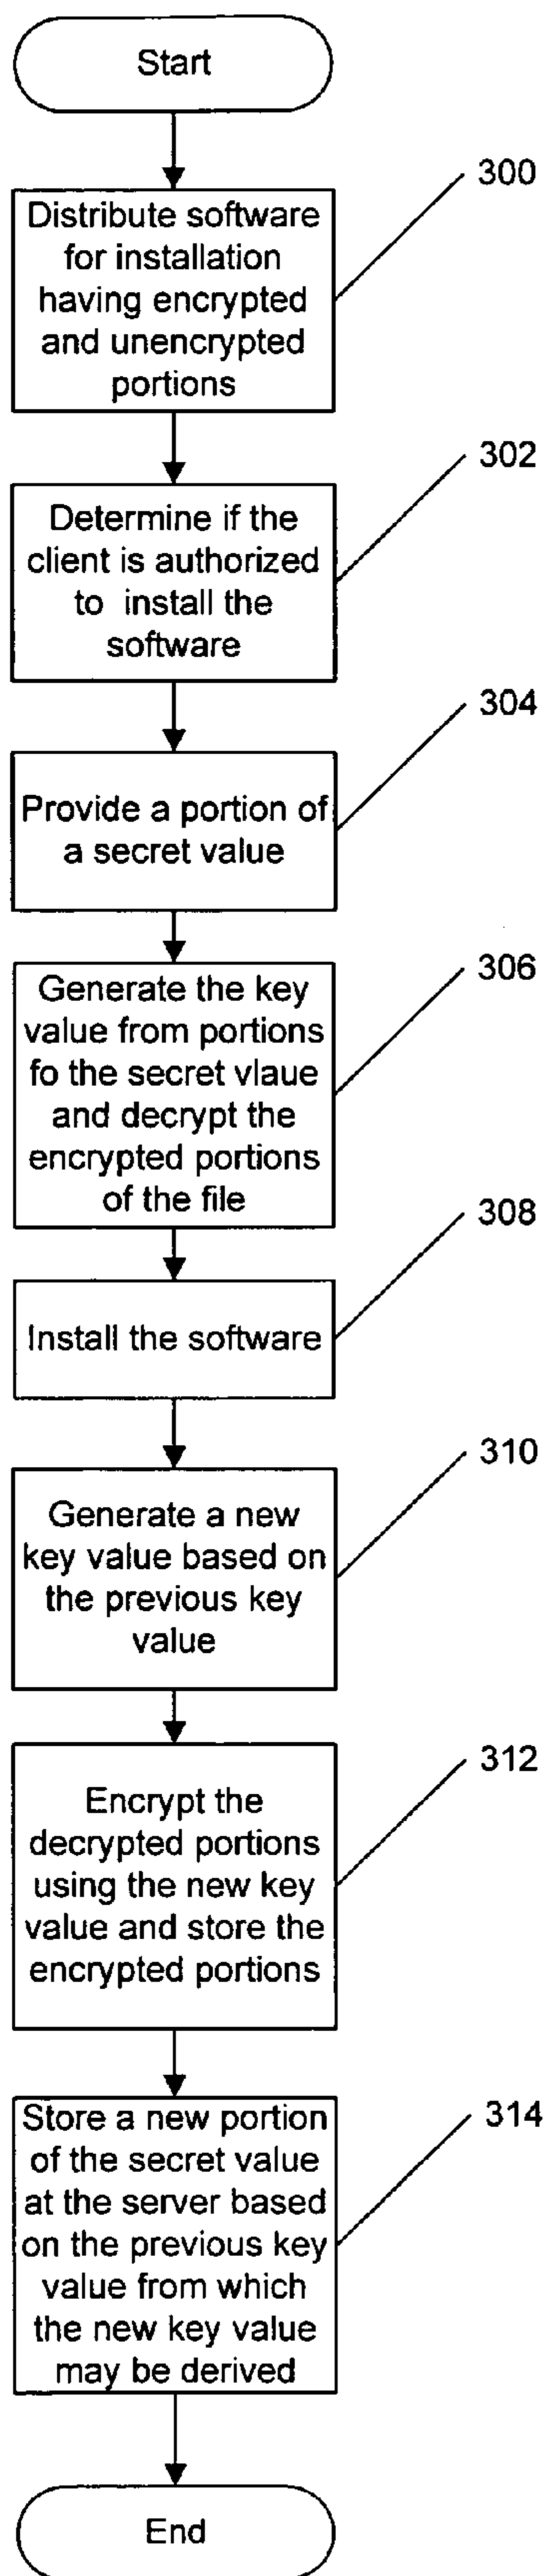 Start
300
Distribute software
for installation
having encrypted
and unencrypted
portions
302
Determine if the
client is authorized
to install the
software
304
Provide a portion of
a secret value
306
Generate the key
value from portions
fo the secret vlaue
and decrypt the
encrypted portions
of the file
308
Install the software
310
Generate a new
key value based on
the previous key
value
312
Encrypt the
decrypted portions
using the new key
value and store the
encrypted portions
314
Store a new portion
of the secret value
at the server based
on the previous key
value from which
the new key value
may be derived
End